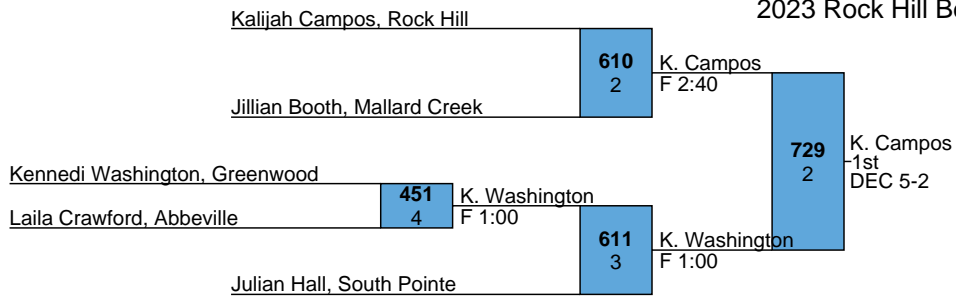 2023 Rock Hill
Kalijah Campos, Rock Hill
610
2
K. Campos
F 2:40
Jillian Booth, Mallard Creek
729
2
K. Campos
1st
DEC 5-2
Kennedi Washington, Greenwood
451
4
K. Washington
F 1:00
Laila Crawford, Abbeville
611
3
K. Washington
F 1:00
Julian Hall, South Pointe